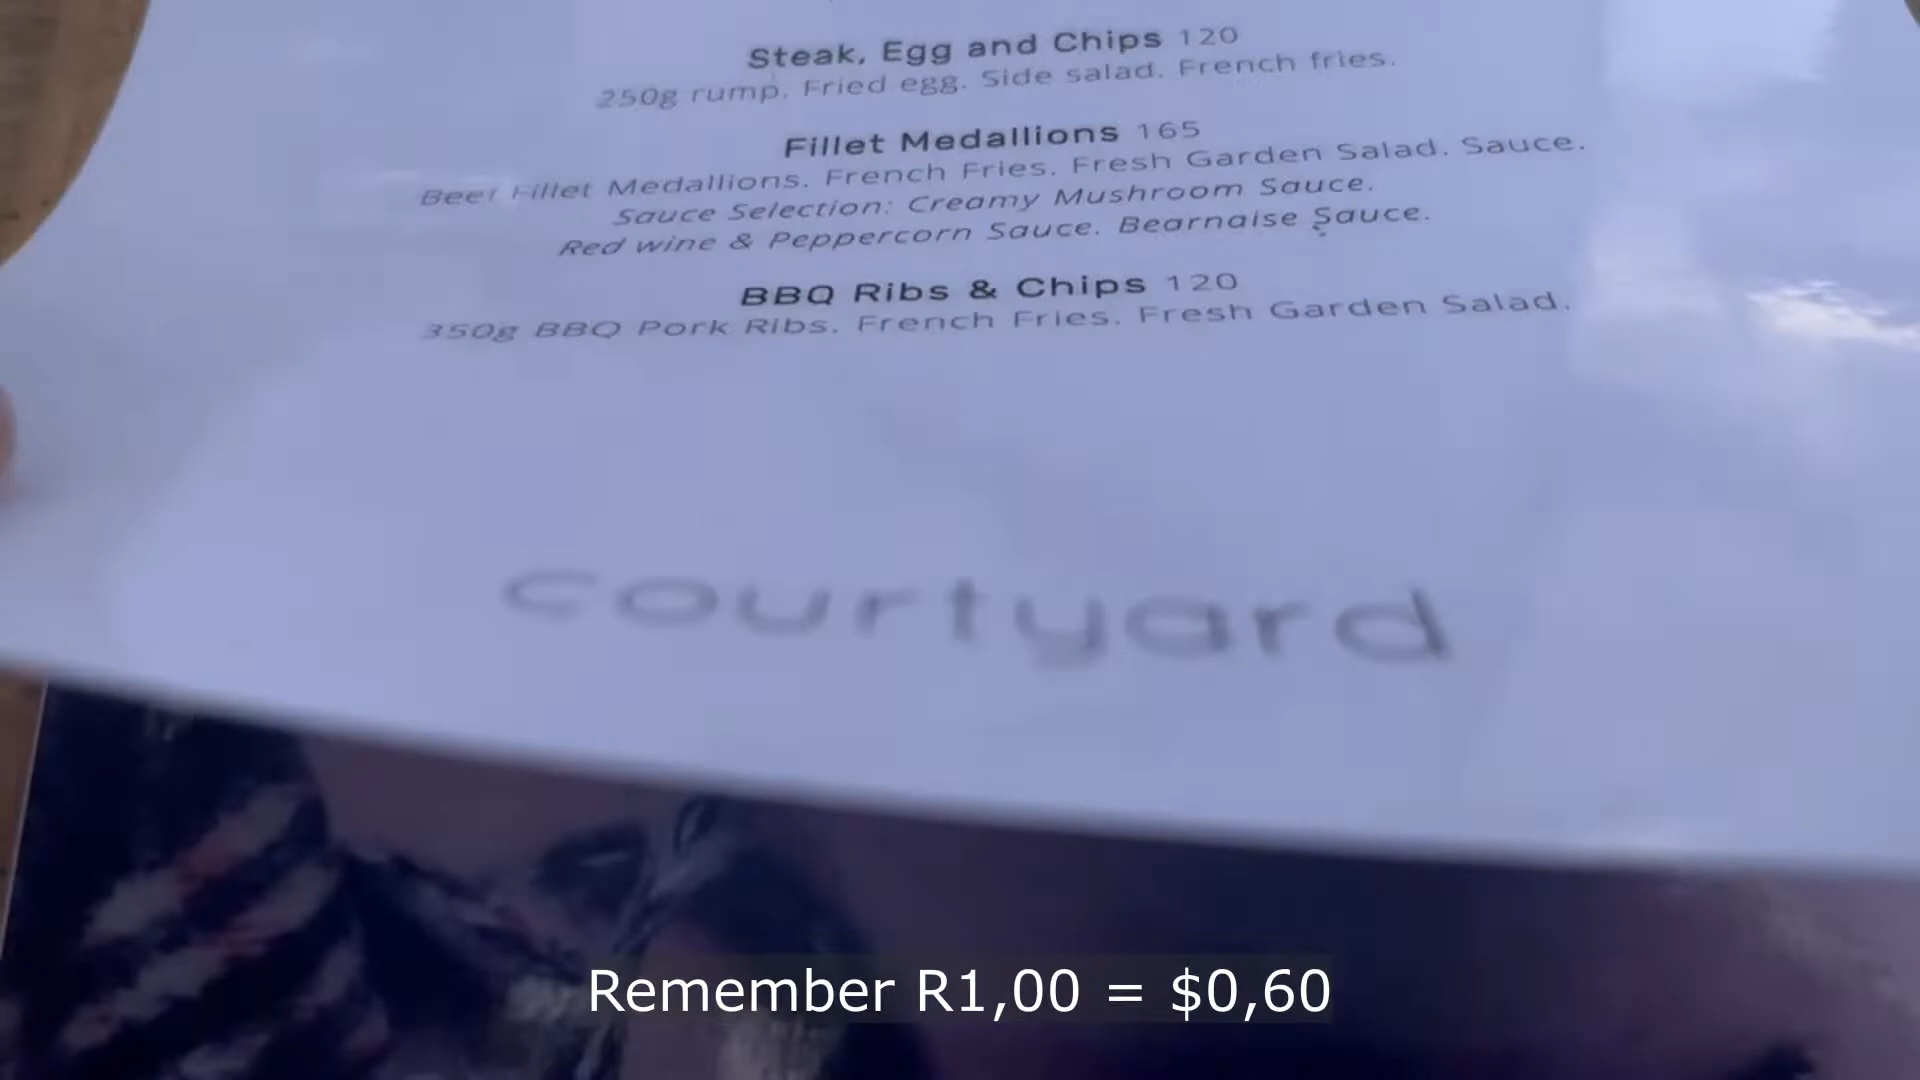 Steak, Egg and Chips 120
250g rump. Fried egg. Side salad. French fries.
Fillet Medallions 165
Beef Fillet Medallions. French Fries. Fresh Garden Salad. Sauce.
Sauce Selection: Creamy Mushroom Sauce.
Red wine & Peppercorn Sauce. Bearnaise Sauce.
BBQ Ribs & Chips 120
350g BBQ Pork Ribs. French Fries. Fresh Garden Salad.
courtyard
Remember R1,00 = $0,60